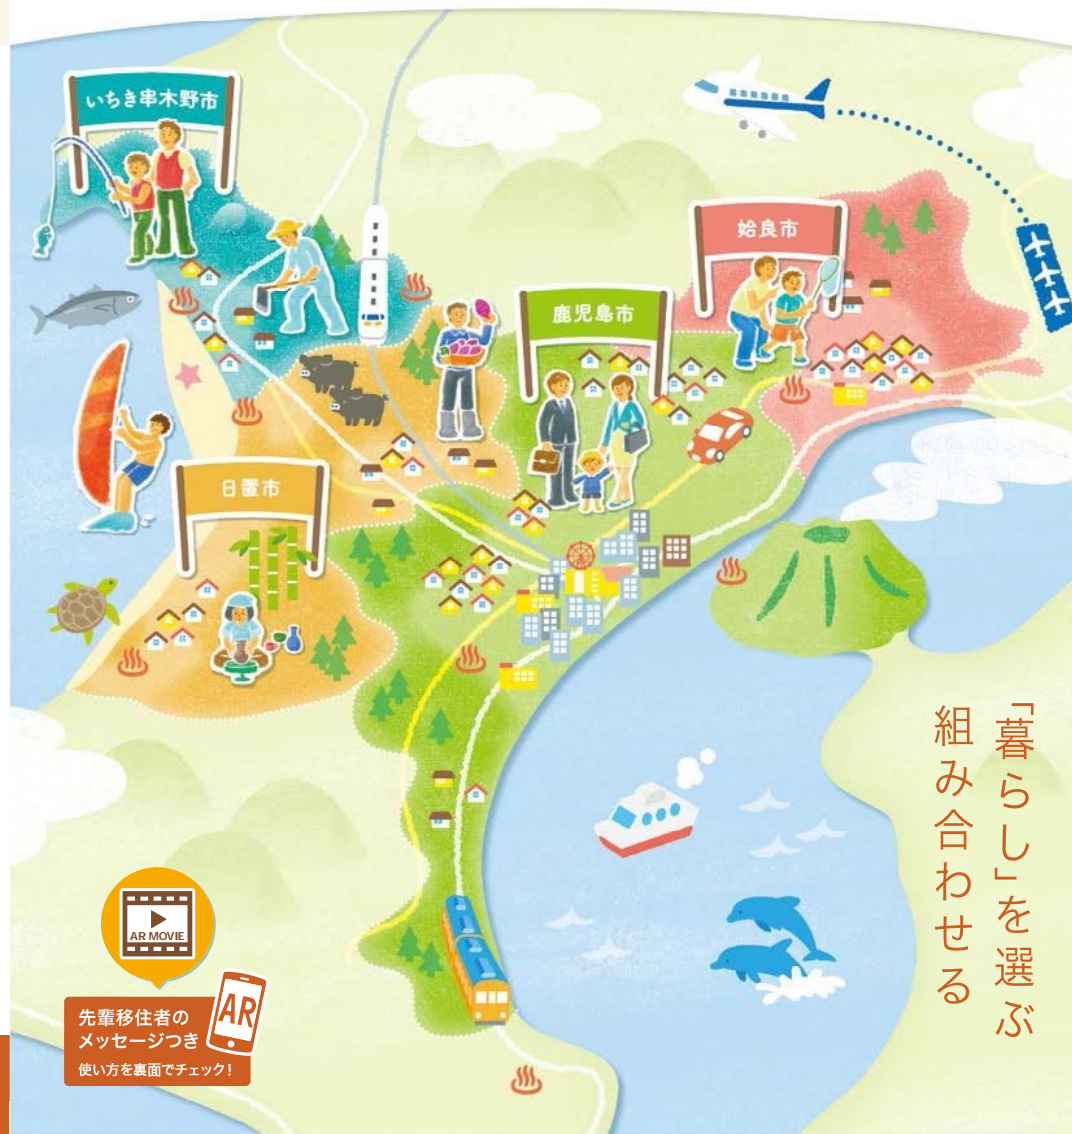 いちき串木野市
姶良市
鹿児島市
日置市
「暮らし」を選ぶ
組み合わせる
AR MOVIE
AR
先輩移住者の
メッセージつき
使い方を裏面でチェック!